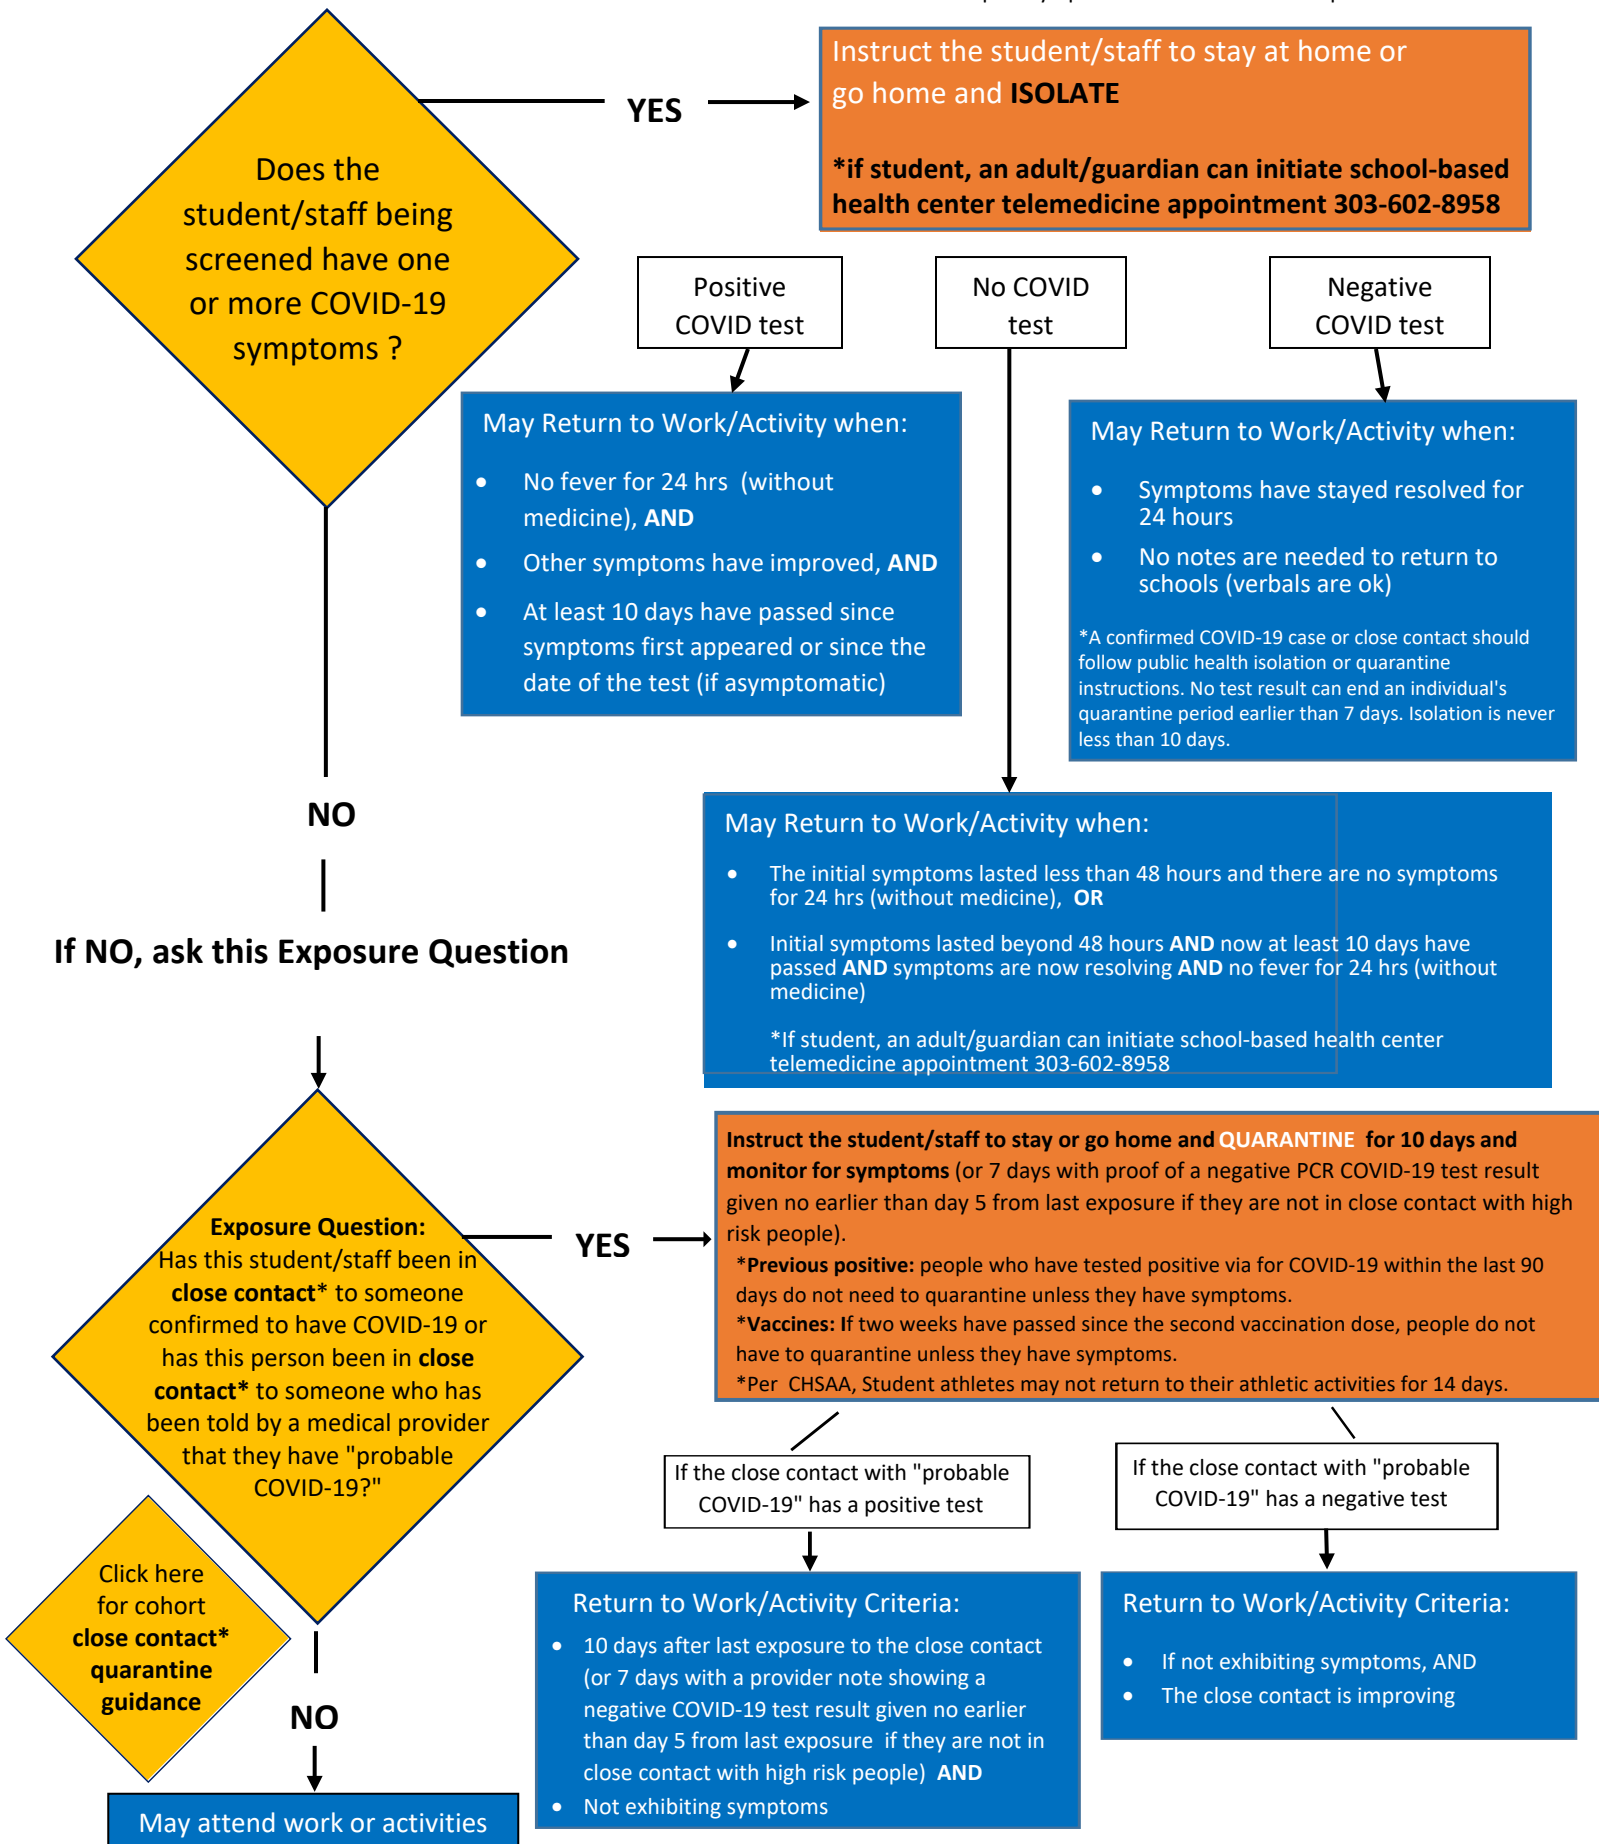 Instruct the student/staff to stay at home or
go home and ISOLATE
*if student, an adult/guardian can initiate school-based
health center telemedicine appointment 303-602-8958
YES
Does the
student/staff being
screened have one
or more COVID-19
symptoms ?
Positive
COVID test
No COVID
test
Negative
COVID test
May Return to Work/Activity when:
• No fever for 24 hrs (without
medicine), AND
• Other symptoms have improved, AND
• At least 10 days have passed since
symptoms first appeared or since the
date of the test (if asymptomatic)
May Return to Work/Activity when:
• Symptoms have stayed resolved for
24 hours
• No notes are needed to return to
schools (verbals are ok)
*A confirmed COVID-19 case or close contact should
follow public health isolation or quarantine
instructions. No test result can end an individual's
quarantine period earlier than 7 days. Isolation is never
less than 10 days.
NO
May Return to Work/Activity when:
• The initial symptoms lasted less than 48 hours and there are no symptoms
for 24 hrs (without medicine), OR
• Initial symptoms lasted beyond 48 hours AND now at least 10 days have
passed AND symptoms are now resolving AND no fever for 24 hrs (without
medicine)
*If student, an adult/guardian can initiate school-based health center
telemedicine appointment 303-602-8958
If NO, ask this Exposure Question
Instruct the student/staff to stay or go home and QUARANTINE for 10 days and
monitor for symptoms (or 7 days with proof of a negative PCR COVID-19 test result
given no earlier than day 5 from last exposure if they are not in close contact with high
risk people).
*Previous positive: people who have tested positive via for COVID-19 within the last 90
days do not need to quarantine unless they have symptoms.
*Vaccines: If two weeks have passed since the second vaccination dose, people do not
have to quarantine unless they have symptoms.
*Per CHSAA, Student athletes may not return to their athletic activities for 14 days.
YES
Exposure Question:
Has this student/staff been in
close contact* to someone
confirmed to have COVID-19 or
has this person been in close
contact* to someone who has
been told by a medical provider
that they have "probable
COVID-19?"
If the close contact with "probable
COVID-19" has a positive test
If the close contact with "probable
COVID-19" has a negative test
Click here
for cohort
close contact*
quarantine
guidance
NO
Return to Work/Activity Criteria:
• 10 days after last exposure to the close contact
(or 7 days with a provider note showing a
negative COVID-19 test result given no earlier
than day 5 from last exposure if they are not in
close contact with high risk people) AND
• Not exhibiting symptoms
Return to Work/Activity Criteria:
• If not exhibiting symptoms, AND
• The close contact is improving
May attend work or activities